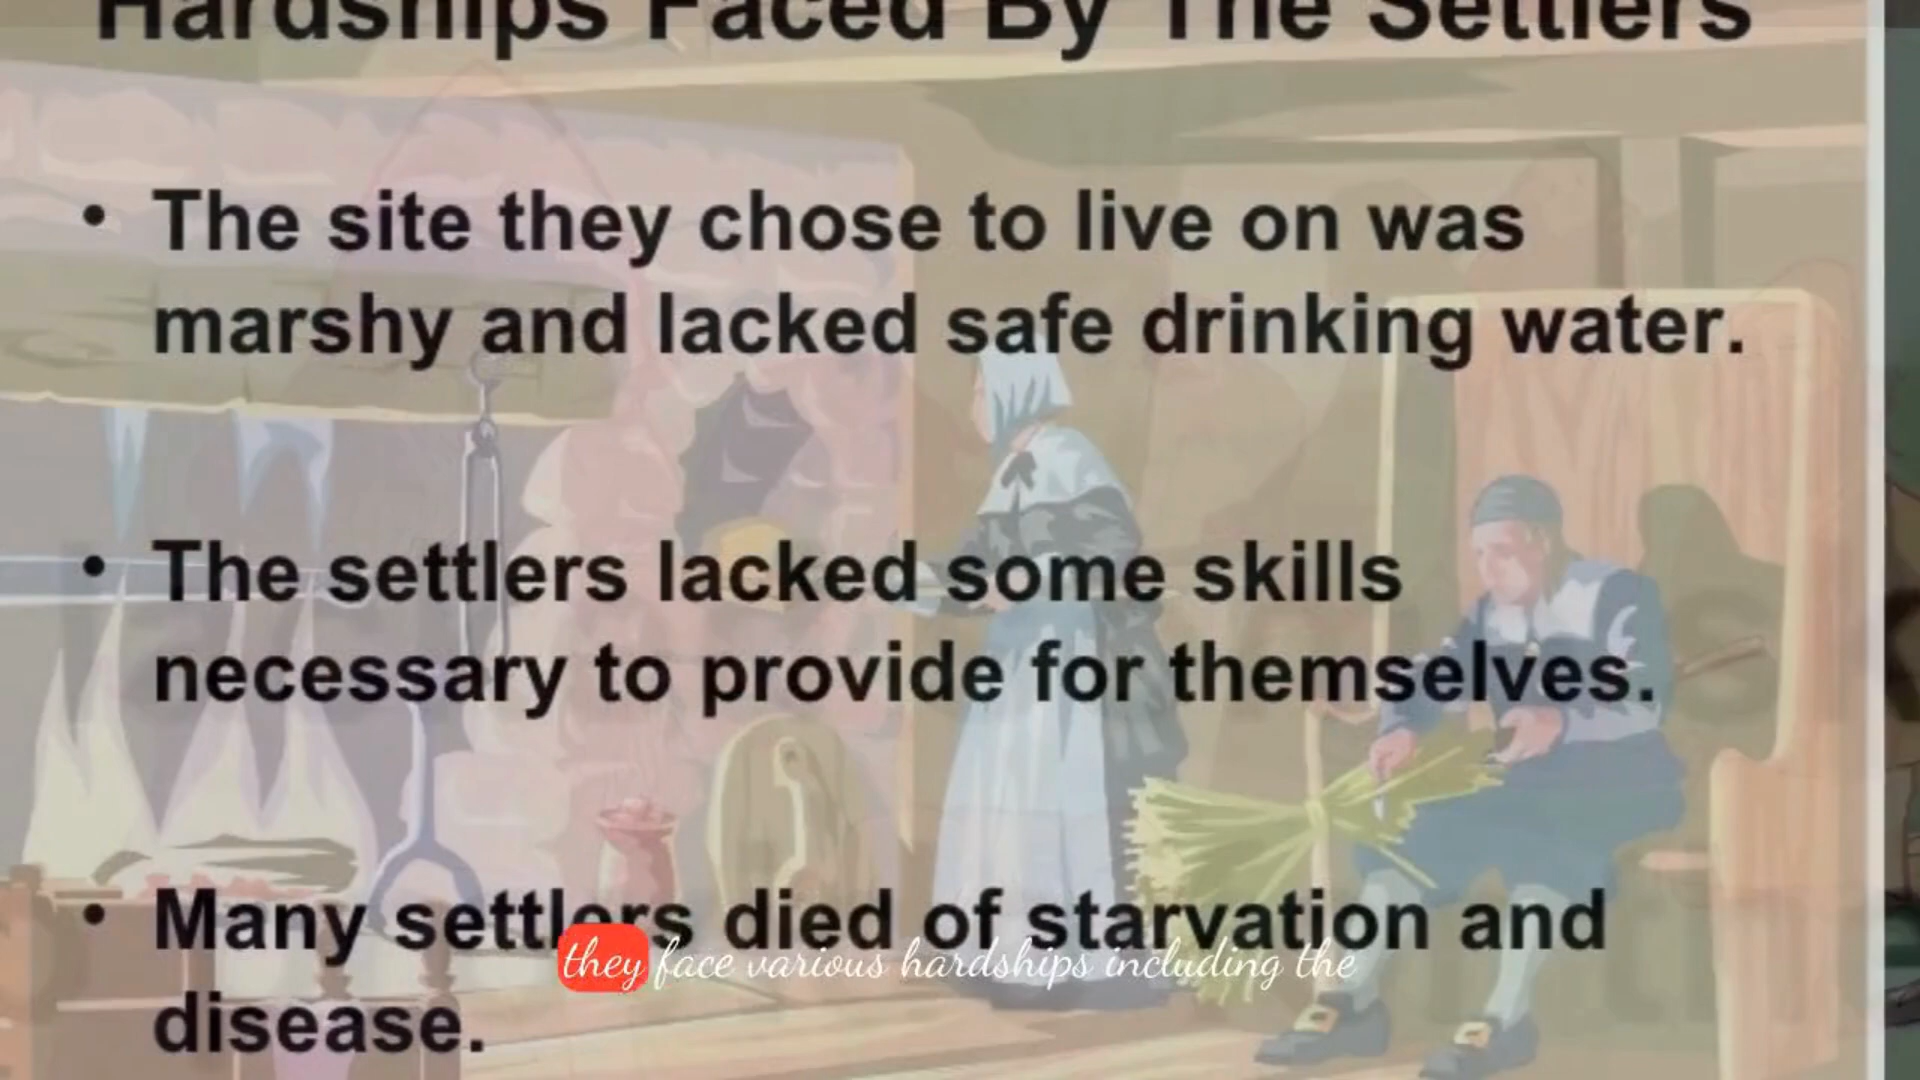 Hardships Faced By The Settlers
• The site they chose to live on was
marshy and lacked safe drinking water.
• The settlers lacked some skills
necessary to provide for themselves.
• Many settlers died of starvation and
disease.
they face various hardships including the